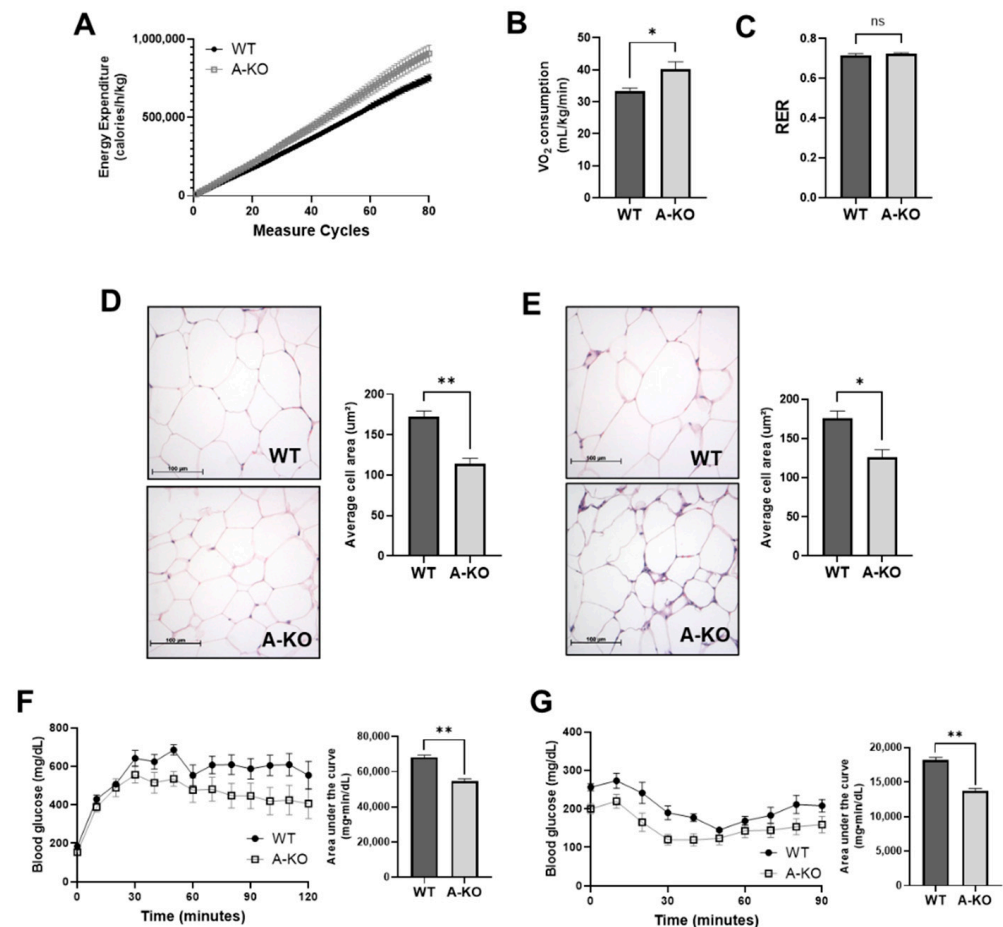 A
1,000,000
500,000
0
Energy Expenditure
(calories/h/kg)
WT
A-KO
0 20 40 60 80
Measure Cycles
B
*
50
40
30
20
10
0
VO₂ consumption
(mL/kg/min)
WT A-KO
C
ns
0.8
0.6
0.4
0.2
0.0
RER
WT A-KO
D
100 µm
WT
100 µm
A-KO
**
200
150
100
50
0
Average cell area (um²)
WT A-KO
E
WT
100 µm
A-KO
*
200
150
100
50
0
Average cell area (um²)
WT A-KO
F
800
600
400
200
0
Blood glucose (mg/dL)
WT
A-KO
0 30 60 90 120
Time (minutes)
**
80,000
60,000
40,000
20,000
0
Area under the curve
(mg•min/dL)
WT A-KO
G
400
300
200
100
0
Blood glucose (mg/dL)
WT
A-KO
0 30 60 90
Time (minutes)
**
20,000
15,000
10,000
5,000
0
Area under the curve
(mg•min/dL)
WT A-KO